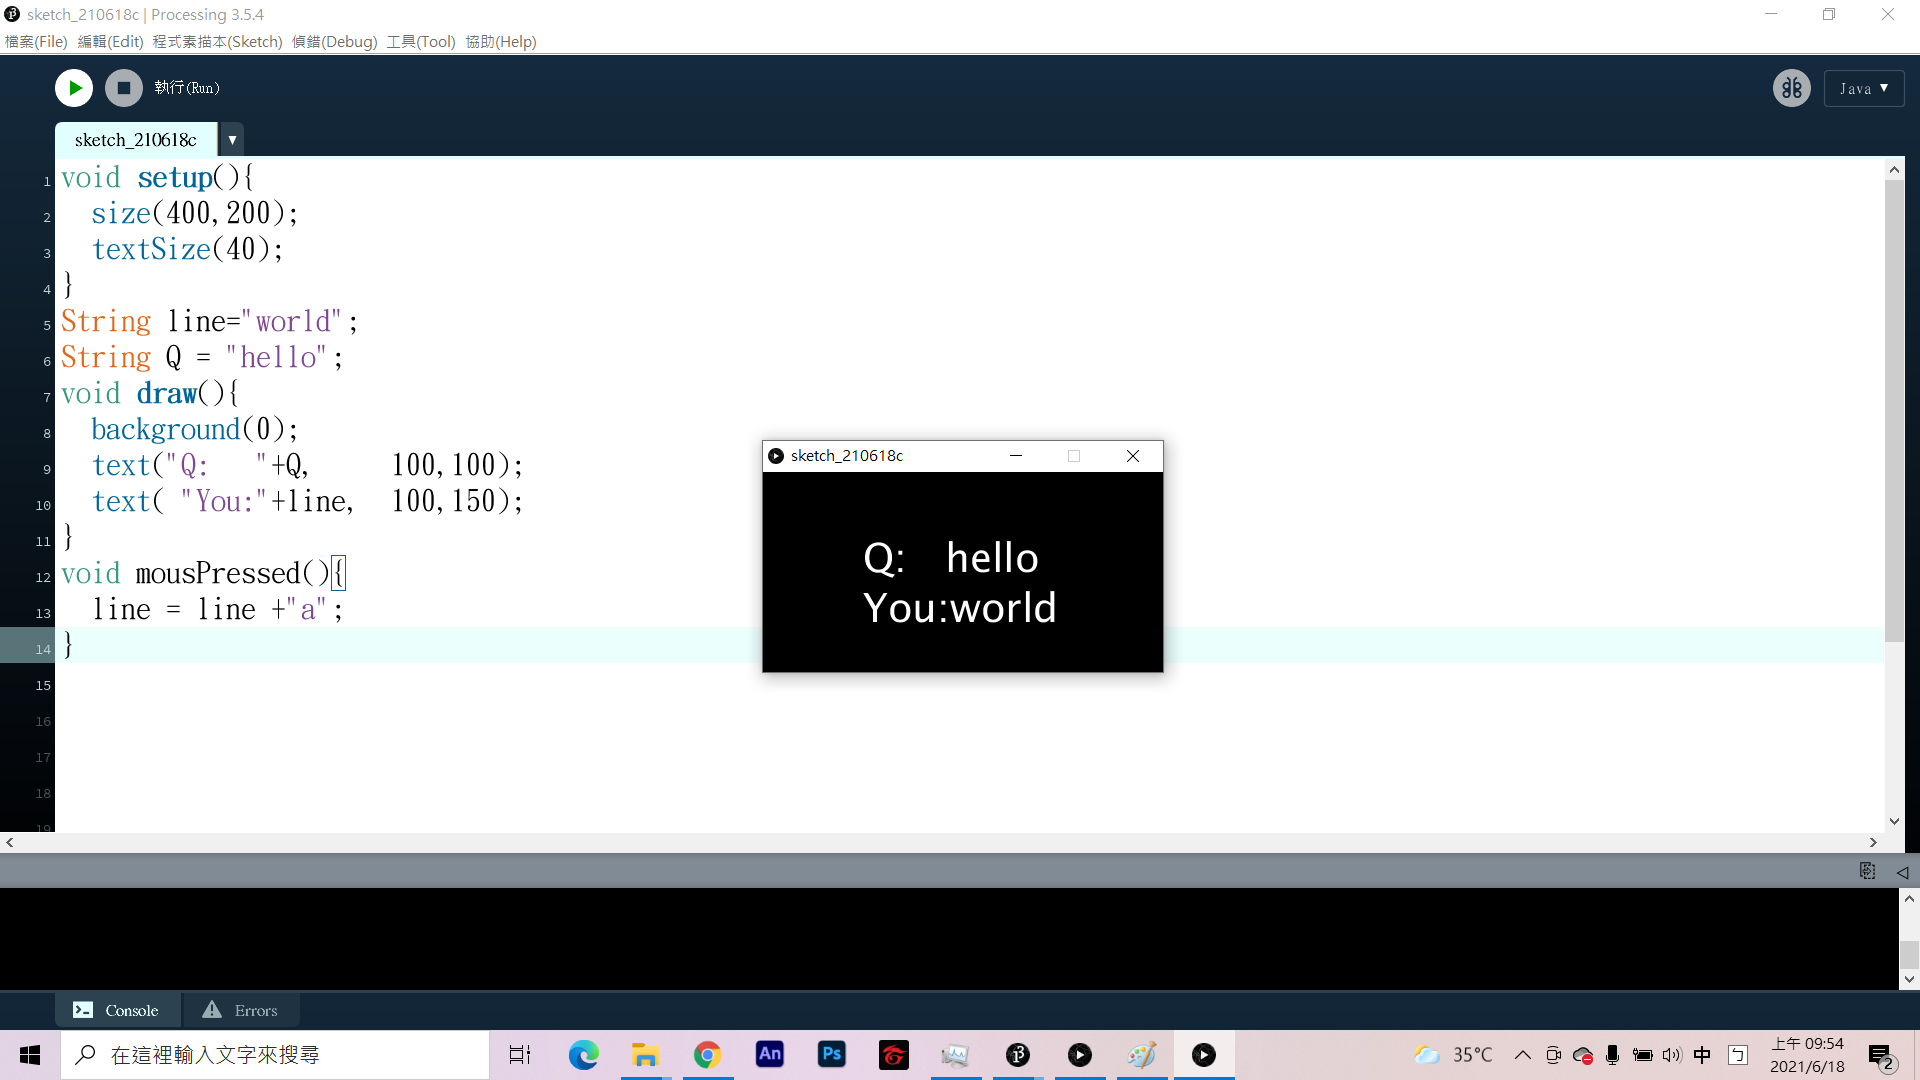 sketch_210618c | Processing 3.5.4
檔案(File) 編輯(Edit) 程式素描本(Sketch) 偵錯(Debug) 工具(Tool) 協助(Help)
執行(Run)
Java ▼
sketch_210618c ▼
1 void setup(){
2   size(400,200);
3   textSize(40);
4 }
5 String line="world";
6 String Q = "hello";
7 void draw(){
8   background(0);
9   text("Q:   "+Q,     100,100);
10   text( "You:"+line,  100,150);
11 }
12 void mousPressed(){
13   line = line +"a";
14 }
15
16
17
18
19
sketch_210618c
Q:   hello
You:world
Console
Errors
在這裡輸入文字來搜尋
An
Ps
35°C
中
ㄅ
上午 09:54
2021/6/18
2